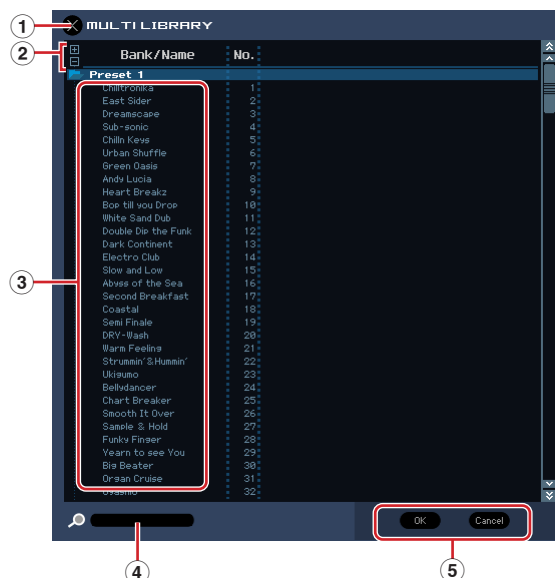 1
MULTI LIBRARY
2
Bank/Name No.
Preset 1
Chilltronika 1
East Sider 2
Dreamscape 3
Sub-sonic 4
Chilln Keys 5
Urban Shuffle 6
Green Oasis 7
Andy Lucia 8
Heart Breakz 9
Bop till you Drop 10
White Sand Dub 11
Double Dip the Funk 12
Dark Continent 13
Electro Club 14
Slow and Low 15
3
Abyss of the Sea 16
Second Breakfast 17
Coastal 18
Semi Finale 19
DRY-Wash 20
Warm Feeling 21
Strummin'&Hummin' 22
Ukigumo 23
Bellydancer 24
Chart Breaker 25
Smooth It Over 26
Sample & Hold 27
Funky Finger 28
Yearn to see You 29
Big Beater 30
Organ Cruise 31
32
OK Cancel
4
5